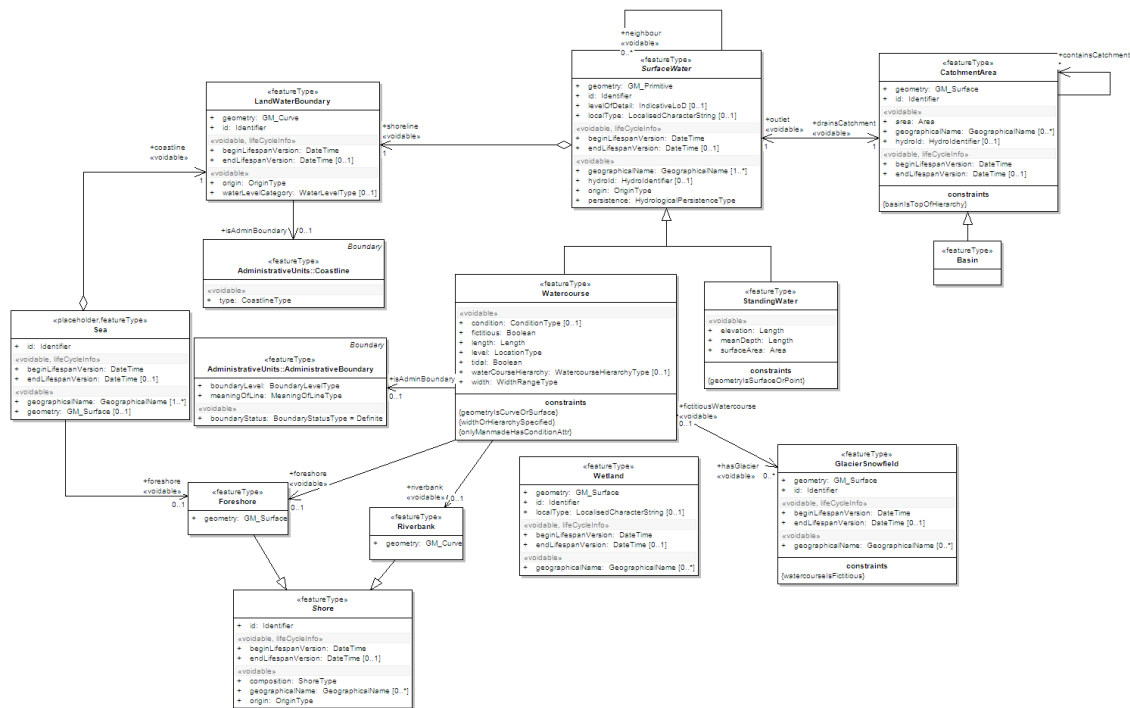 +neighbour
«voidable»
0..*
«featureType»
SurfaceWater
+ geometry: GM_Primitive
+ id: Identifier
+ levelOfDetail: IndicativeLoD [0..1]
+ localType: LocalisedCharacterString [0..1]
«voidable, lifeCycleInfo»
+ beginLifespanVersion: DateTime
+ endLifespanVersion: DateTime [0..1]
«voidable»
+ geographicalName: GeographicalName [1..*]
+ hydroId: HydroIdentifier [0..1]
+ origin: OriginType
+ persistence: HydrologicalPersistenceType
+containsCatchment
*
«featureType»
CatchmentArea
+ geometry: GM_Surface
+ id: Identifier
«voidable»
+ area: Area
+ geographicalName: GeographicalName [0..*]
+ hydroId: HydroIdentifier [0..1]
«voidable, lifeCycleInfo»
+ beginLifespanVersion: DateTime
+ endLifespanVersion: DateTime [0..1]
constraints
{basinIsTopOfHierarchy}
+outlet
«voidable»
1
+drainsCatchment
«voidable»
1
«featureType»
Basin
«featureType»
LandWaterBoundary
+ geometry: GM_Curve
+ id: Identifier
«voidable, lifeCycleInfo»
+ beginLifespanVersion: DateTime
+ endLifespanVersion: DateTime [0..1]
«voidable»
+ origin: OriginType
+ waterLevelCategory: WaterLevelType [0..1]
+shoreline
«voidable»
1
+coastline
«voidable»
1
+isAdminBoundary
0..1
Boundary
«featureType»
AdministrativeUnits::Coastline
«voidable»
+ type: CoastlineType
«placeholder,featureType»
Sea
+ id: Identifier
«voidable, lifeCycleInfo»
+ beginLifespanVersion: DateTime
+ endLifespanVersion: DateTime [0..1]
«voidable»
+ geographicalName: GeographicalName [1..*]
+ geometry: GM_Surface [0..1]
Boundary
«featureType»
AdministrativeUnits::AdministrativeBoundary
+ boundaryLevel: BoundaryLevelType
+ meaningOfLine: MeaningOfLineType
«voidable»
+ boundaryStatus: BoundaryStatusType = Definite
+isAdminBoundary
0..1
«featureType»
Watercourse
«voidable»
+ condition: ConditionType [0..1]
+ fictitious: Boolean
+ length: Length
+ level: LocationType
+ tidal: Boolean
+ waterCourseHierarchy: WatercourseHierarchyType [0..1]
+ width: WidthRangeType
constraints
{geometryIsCurveOrSurface}
{widthOrHierarchySpecified}
{onlyManmadeHasConditionAttr}
«featureType»
StandingWater
«voidable»
+ elevation: Length
+ meanDepth: Length
+ surfaceArea: Area
constraints
{geometryIsSurfaceOrPoint}
+fictitiousWatercourse
«voidable»
0..1
+hasGlacier
«voidable»
0..*
«featureType»
GlacierSnowfield
+ geometry: GM_Surface
+ id: Identifier
«voidable, lifeCycleInfo»
+ beginLifespanVersion: DateTime
+ endLifespanVersion: DateTime [0..1]
«voidable»
+ geographicalName: GeographicalName [0..*]
constraints
{watercourseIsFictitious}
«featureType»
Wetland
+ geometry: GM_Surface
+ id: Identifier
+ localType: LocalisedCharacterString [0..1]
«voidable, lifeCycleInfo»
+ beginLifespanVersion: DateTime
+ endLifespanVersion: DateTime [0..1]
«voidable»
+ geographicalName: GeographicalName [0..*]
+foreshore
«voidable»
0..1
«featureType»
Foreshore
+ geometry: GM_Surface
+foreshore
«voidable»
0..1
+riverbank
«voidable»
0..1
«featureType»
Riverbank
+ geometry: GM_Curve
«featureType»
Shore
+ id: Identifier
«voidable, lifeCycleInfo»
+ beginLifespanVersion: DateTime
+ endLifespanVersion: DateTime [0..1]
«voidable»
+ composition: ShoreType
+ geographicalName: GeographicalName [0..*]
+ origin: OriginType